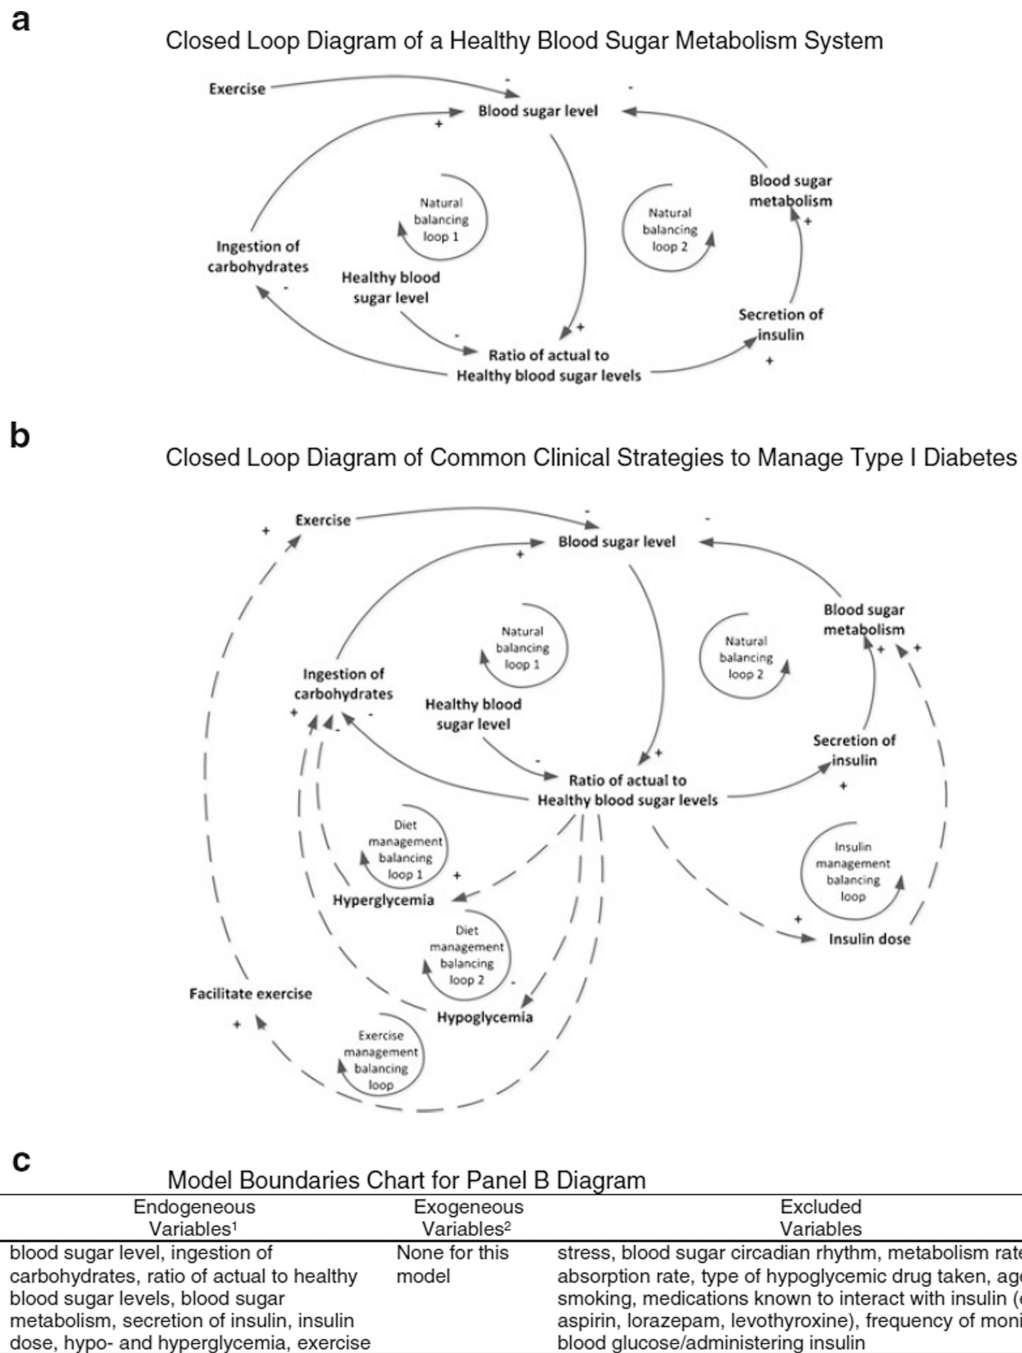 a
Closed Loop Diagram of a Healthy Blood Sugar Metabolism System
Exercise
-
-
Blood sugar level
+
Blood sugar
metabolism
+
Natural
balancing
loop 1
Natural
balancing
loop 2
Ingestion of
carbohydrates
-
Healthy blood
sugar level
-
+
Secretion of
insulin
+
Ratio of actual to
Healthy blood sugar levels
b
Closed Loop Diagram of Common Clinical Strategies to Manage Type I Diabetes
+
Exercise
-
-
Blood sugar level
+
Blood sugar
metabolism
+
+
Natural
balancing
loop 1
Natural
balancing
loop 2
Ingestion of
carbohydrates
+
-
-
Healthy blood
sugar level
-
+
Secretion of
insulin
+
Ratio of actual to
Healthy blood sugar levels
Diet
management
balancing
loop 1
+
Insulin
management
balancing
loop
Hyperglycemia
+
Insulin dose
Diet
management
balancing
loop 2
-
Facilitate exercise
+
Hypoglycemia
Exercise
management
balancing
loop
c
Model Boundaries Chart for Panel B Diagram
Endogeneous
Variables1
Exogeneous
Variables2
Excluded
Variables
blood sugar level, ingestion of
carbohydrates, ratio of actual to healthy
blood sugar levels, blood sugar
metabolism, secretion of insulin, insulin
dose, hypo- and hyperglycemia, exercise
None for this
model
stress, blood sugar circadian rhythm, metabolism rate
absorption rate, type of hypoglycemic drug taken, age
smoking, medications known to interact with insulin (
aspirin, lorazepam, levothyroxine), frequency of moni
blood glucose/administering insulin